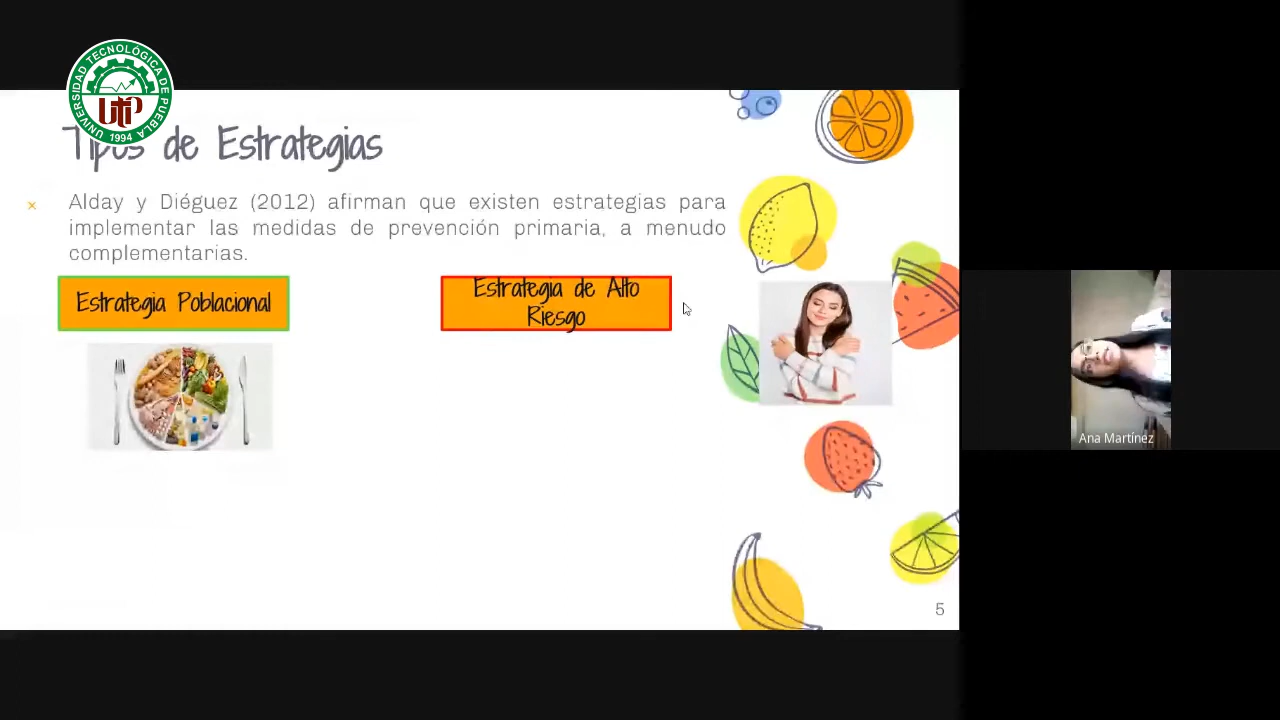 UNIVERSIDAD TECNOLÓGICA DE PUEBLA
UTP
1994
Tipos de Estrategias
× Alday y Diéguez (2012) afirman que existen estrategias para
implementar las medidas de prevención primaria, a menudo
complementarias.
Estrategia Poblacional
Estrategia de Alto
Riesgo
Ana Martínez
5